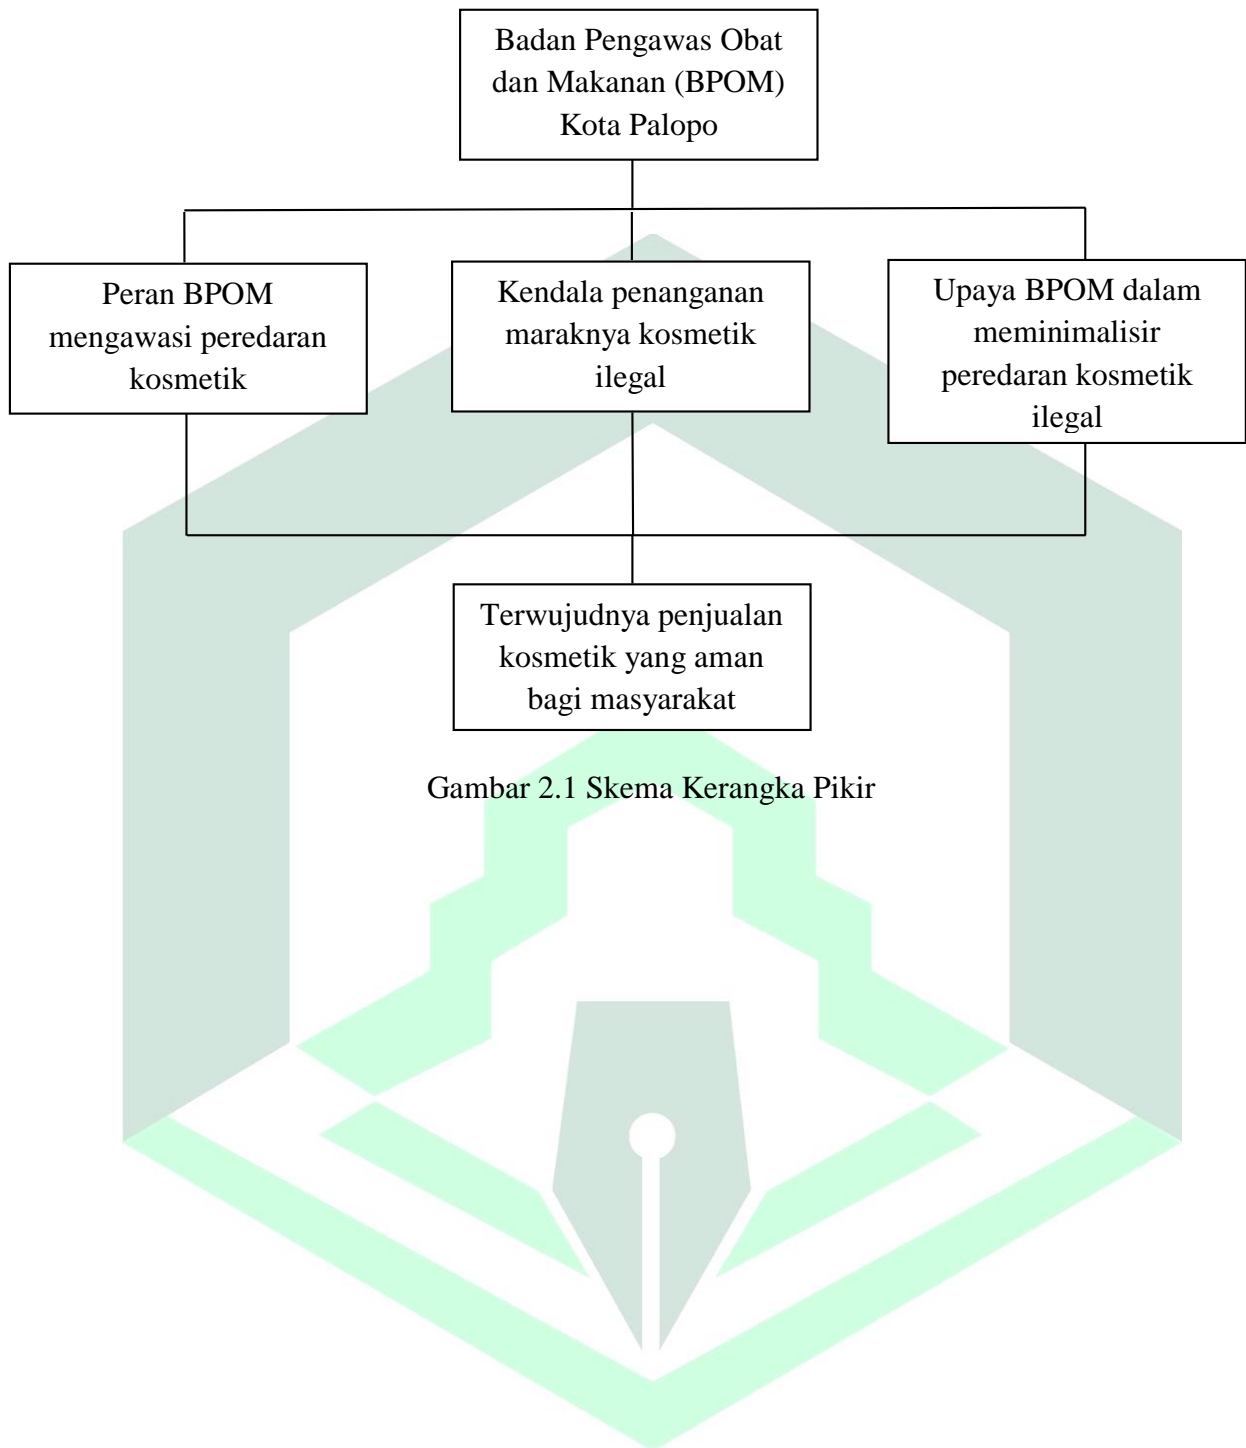 Badan Pengawas Obat
dan Makanan (BPOM)
Kota Palopo
Peran BPOM
mengawasi peredaran
kosmetik
Kendala penanganan
maraknya kosmetik
ilegal
Upaya BPOM dalam
meminimalisir
peredaran kosmetik
ilegal
Terwujudnya penjualan
kosmetik yang aman
bagi masyarakat
Gambar 2.1 Skema Kerangka Pikir